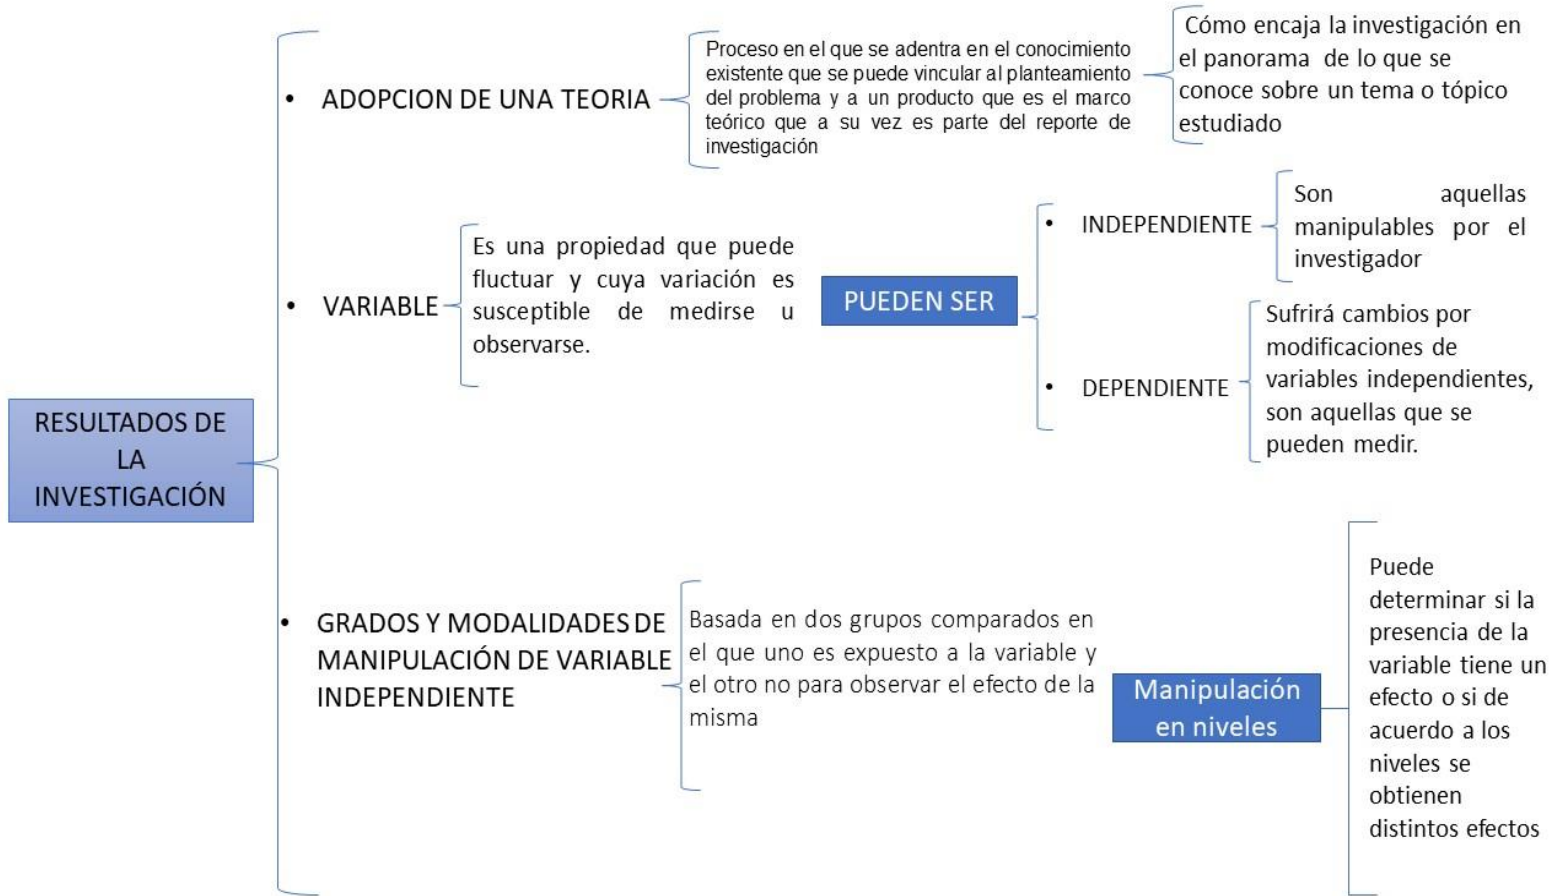 RESULTADOS DE
LA
INVESTIGACIÓN
• ADOPCION DE UNA TEORIA
Proceso en el que se adentra en el conocimiento
existente que se puede vincular al planteamiento
del problema y a un producto que es el marco
teórico que a su vez es parte del reporte de
investigación
Cómo encaja la investigación en
el panorama de lo que se
conoce sobre un tema o tópico
estudiado
• VARIABLE
Es una propiedad que puede
fluctuar y cuya variación es
susceptible de medirse u
observarse.
PUEDEN SER
• INDEPENDIENTE
Son aquellas
manipulables por el
investigador
• DEPENDIENTE
Sufrirá cambios por
modificaciones de
variables independientes,
son aquellas que se
pueden medir.
• GRADOS Y MODALIDADES DE
MANIPULACIÓN DE VARIABLE
INDEPENDIENTE
Basada en dos grupos comparados en
el que uno es expuesto a la variable y
el otro no para observar el efecto de la
misma
Manipulación
en niveles
Puede
determinar si la
presencia de la
variable tiene un
efecto o si de
acuerdo a los
niveles se
obtienen
distintos efectos